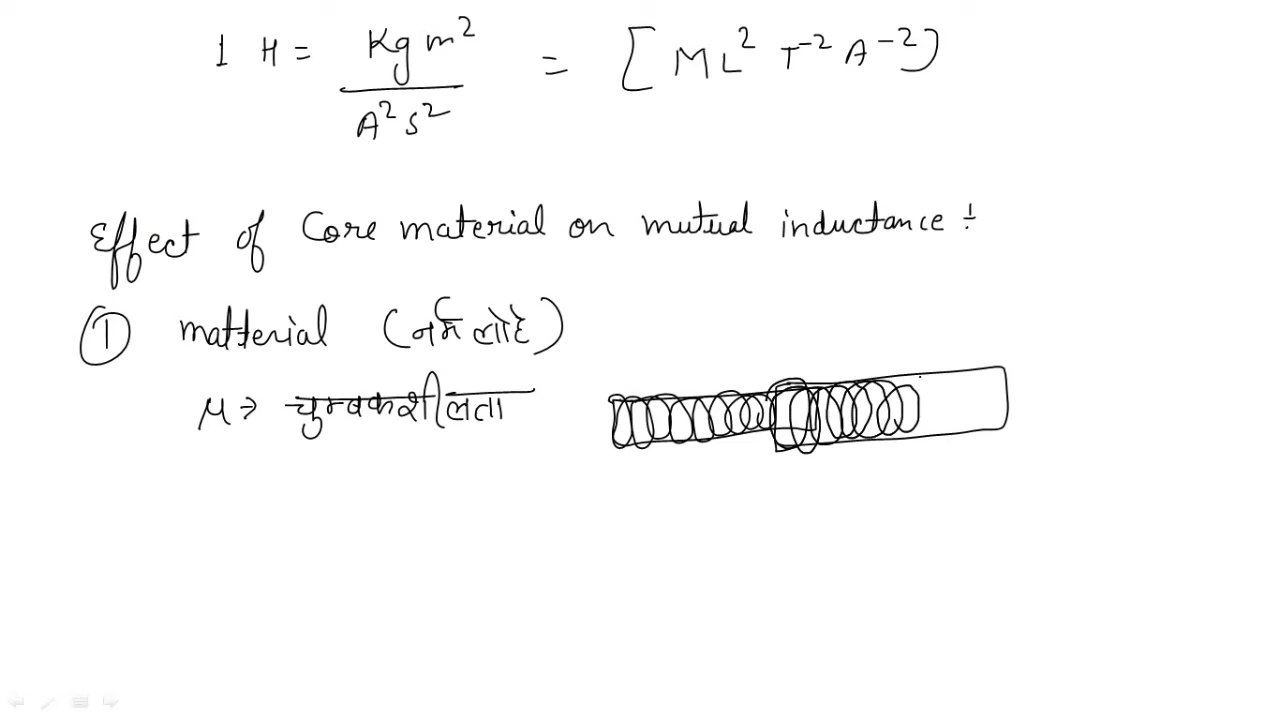 1 H = Kg m² / A² s² = [M L² T⁻² A⁻²]
Effect of Core material on mutual inductance ÷
① matterial (नर्म लोहे)
μ → चुम्बकशीलता